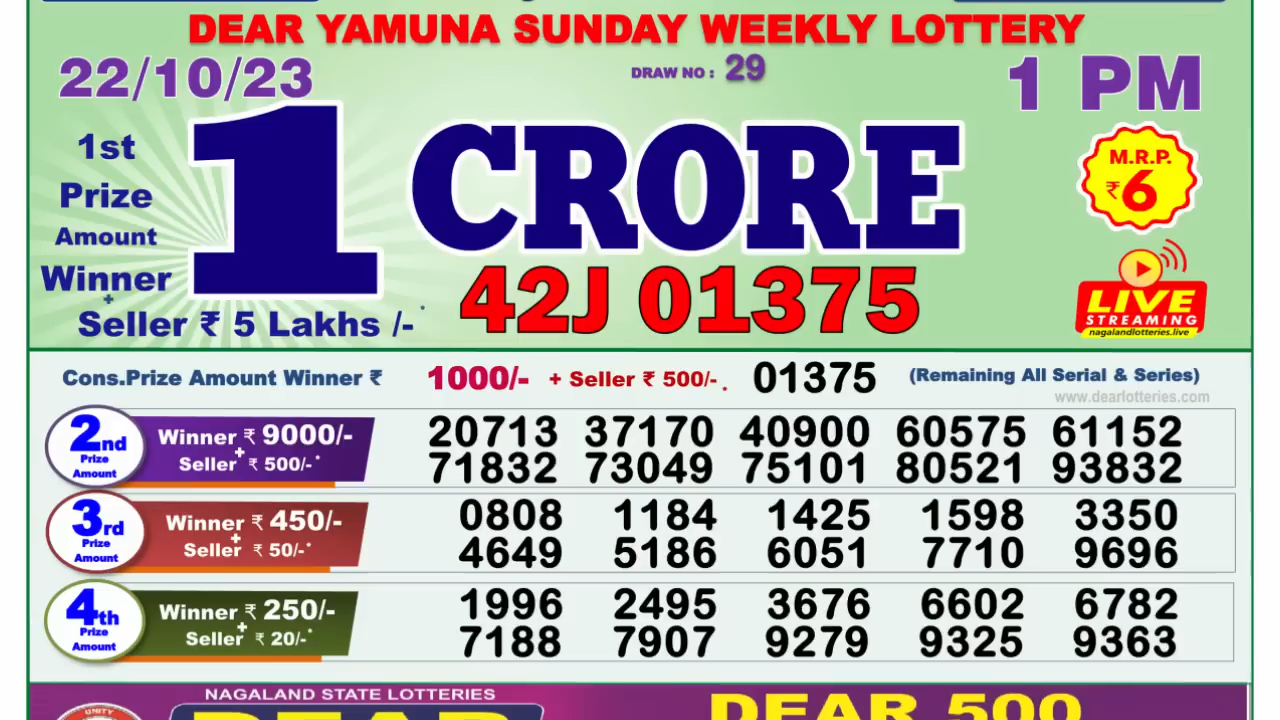 DEAR YAMUNA SUNDAY WEEKLY LOTTERY
22/10/23
DRAW NO : 29
1 PM
1st
Prize
Amount
Winner
+
Seller ₹ 5 Lakhs /- *
1 CRORE
42J 01375
M.R.P.
₹6
LIVE
STREAMING
nagalandlotteries.live
Cons.Prize Amount Winner ₹ 1000/- + Seller ₹ 500/- . 01375 (Remaining All Serial & Series)
www.dearlotteries.com
2nd
Prize
Amount
Winner ₹ 9000/-
+
Seller ₹ 500/- *
20713 37170 40900 60575 61152
71832 73049 75101 80521 93832
3rd
Prize
Amount
Winner ₹ 450/-
+
Seller ₹ 50/- *
0808 1184 1425 1598 3350
4649 5186 6051 7710 9696
4th
Prize
Amount
Winner ₹ 250/-
+
Seller ₹ 20/- *
1996 2495 3676 6602 6782
7188 7907 9279 9325 9363
NAGALAND STATE LOTTERIES
UNITY
DEAR
DEAR 500